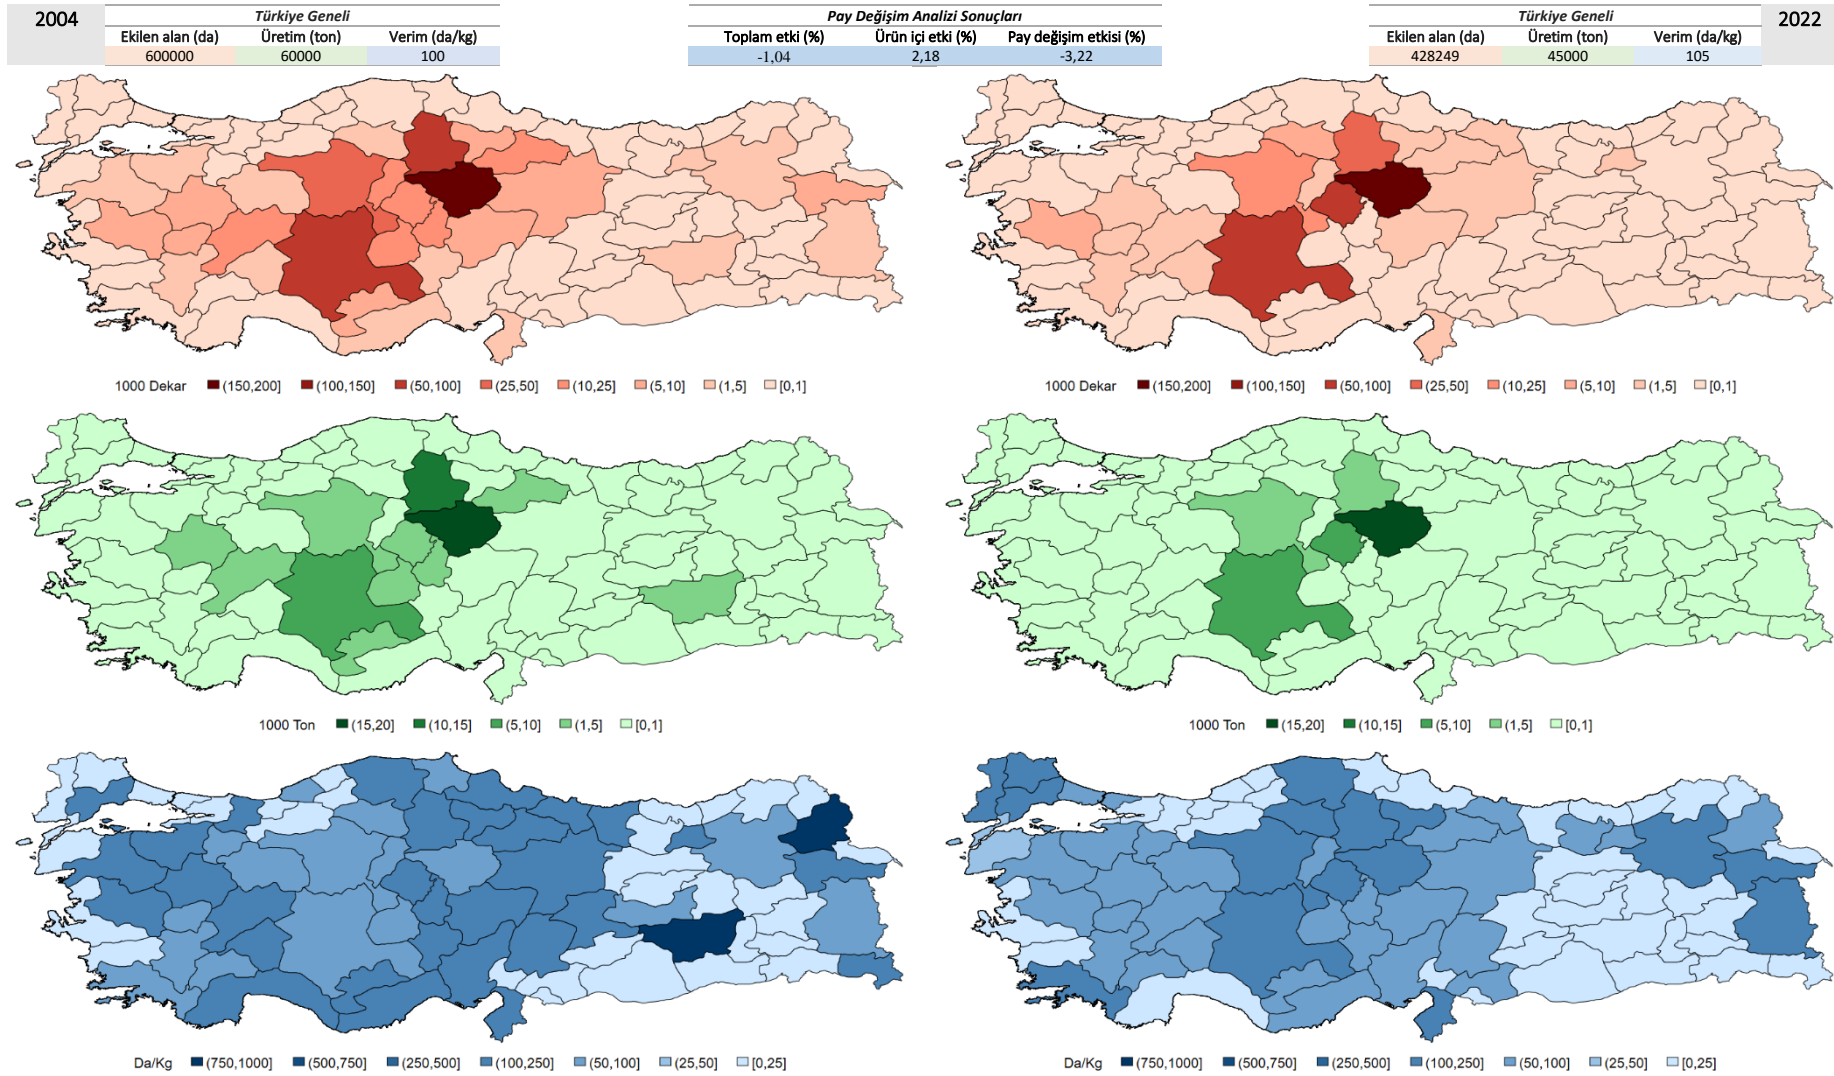 2004
Türkiye Geneli
Ekilen alan (da) Üretim (ton) Verim (da/kg)
600000 60000 100
Pay Değişim Analizi Sonuçları
Toplam etki (%) Ürün içi etki (%) Pay değişim etkisi (%)
-1,04 2,18 -3,22
Türkiye Geneli
Ekilen alan (da) Üretim (ton) Verim (da/kg)
428249 45000 105
2022
1000 Dekar (150,200] (100,150] (50,100] (25,50] (10,25] (5,10] (1,5] [0,1]
1000 Dekar (150,200] (100,150] (50,100] (25,50] (10,25] (5,10] (1,5] [0,1]
1000 Ton (15,20] (10,15] (5,10] (1,5] [0,1]
1000 Ton (15,20] (10,15] (5,10] (1,5] [0,1]
Da/Kg (750,1000] (500,750] (250,500] (100,250] (50,100] (25,50] [0,25]
Da/Kg (750,1000] (500,750] (250,500] (100,250] (50,100] (25,50] [0,25]